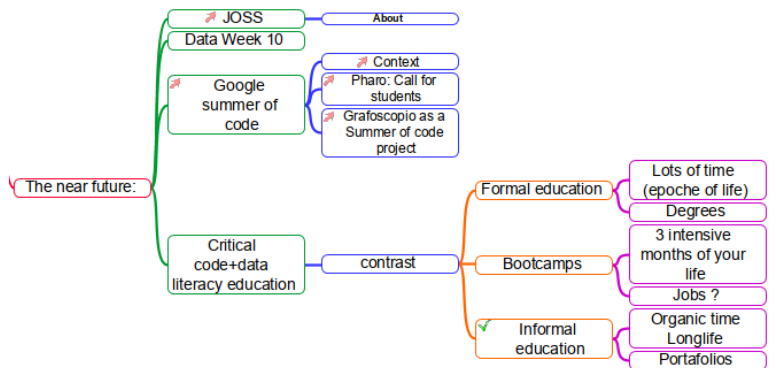 The near future:
JOSS
About
Data Week 10
Google
summer of
code
Context
Pharo: Call for
students
Grafoscopio as a
Summer of code
project
Critical
code+data
literacy education
contrast
Formal education
Lots of time
(epoche of life)
Degrees
Bootcamps
3 intensive
months of your
life
Jobs ?
Informal
education
Organic time
Longlife
Portafolios